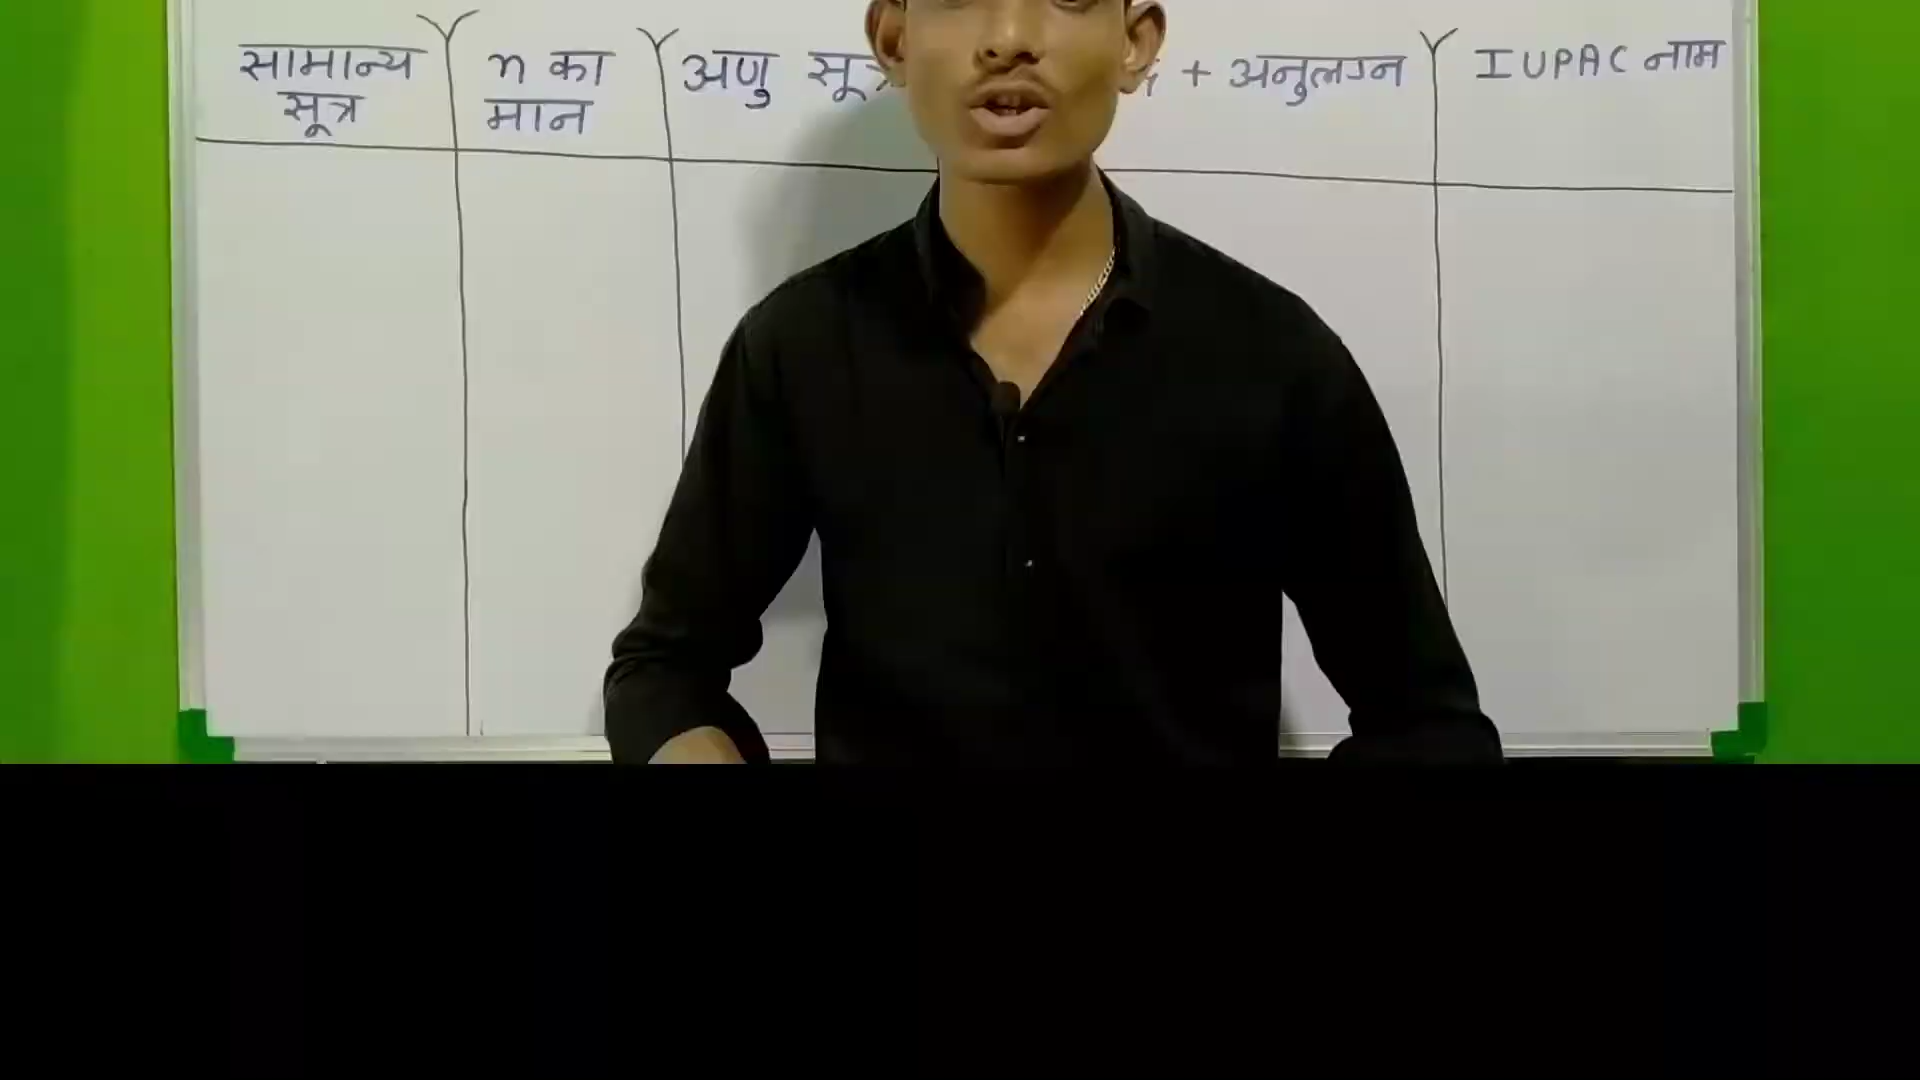 सामान्य
सूत्र
n का
मान
अणु
+ अनुलग्न
IUPAC नाम